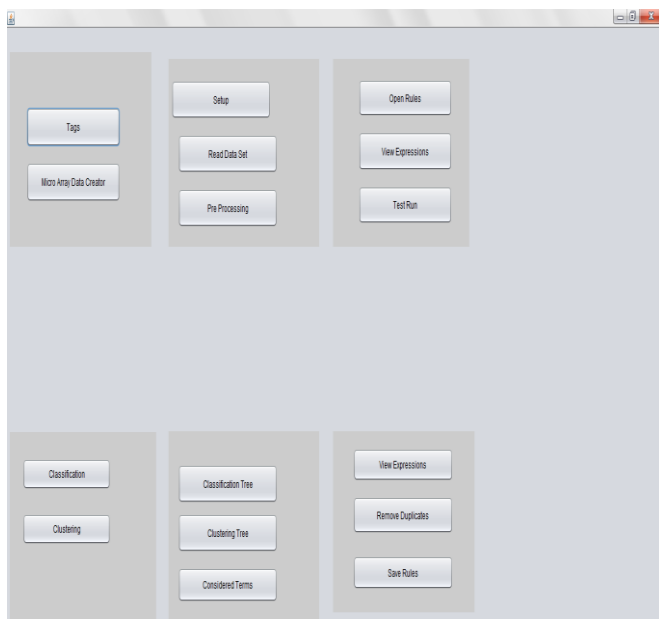 Tags
Micro Array Data Creator
Setup
Read Data Set
Pre Processing
Open Rules
View Expressions
Test Run
Classification
Clustering
Classification Tree
Clustering Tree
Considered Terms
View Expressions
Remove Duplicates
Save Rules